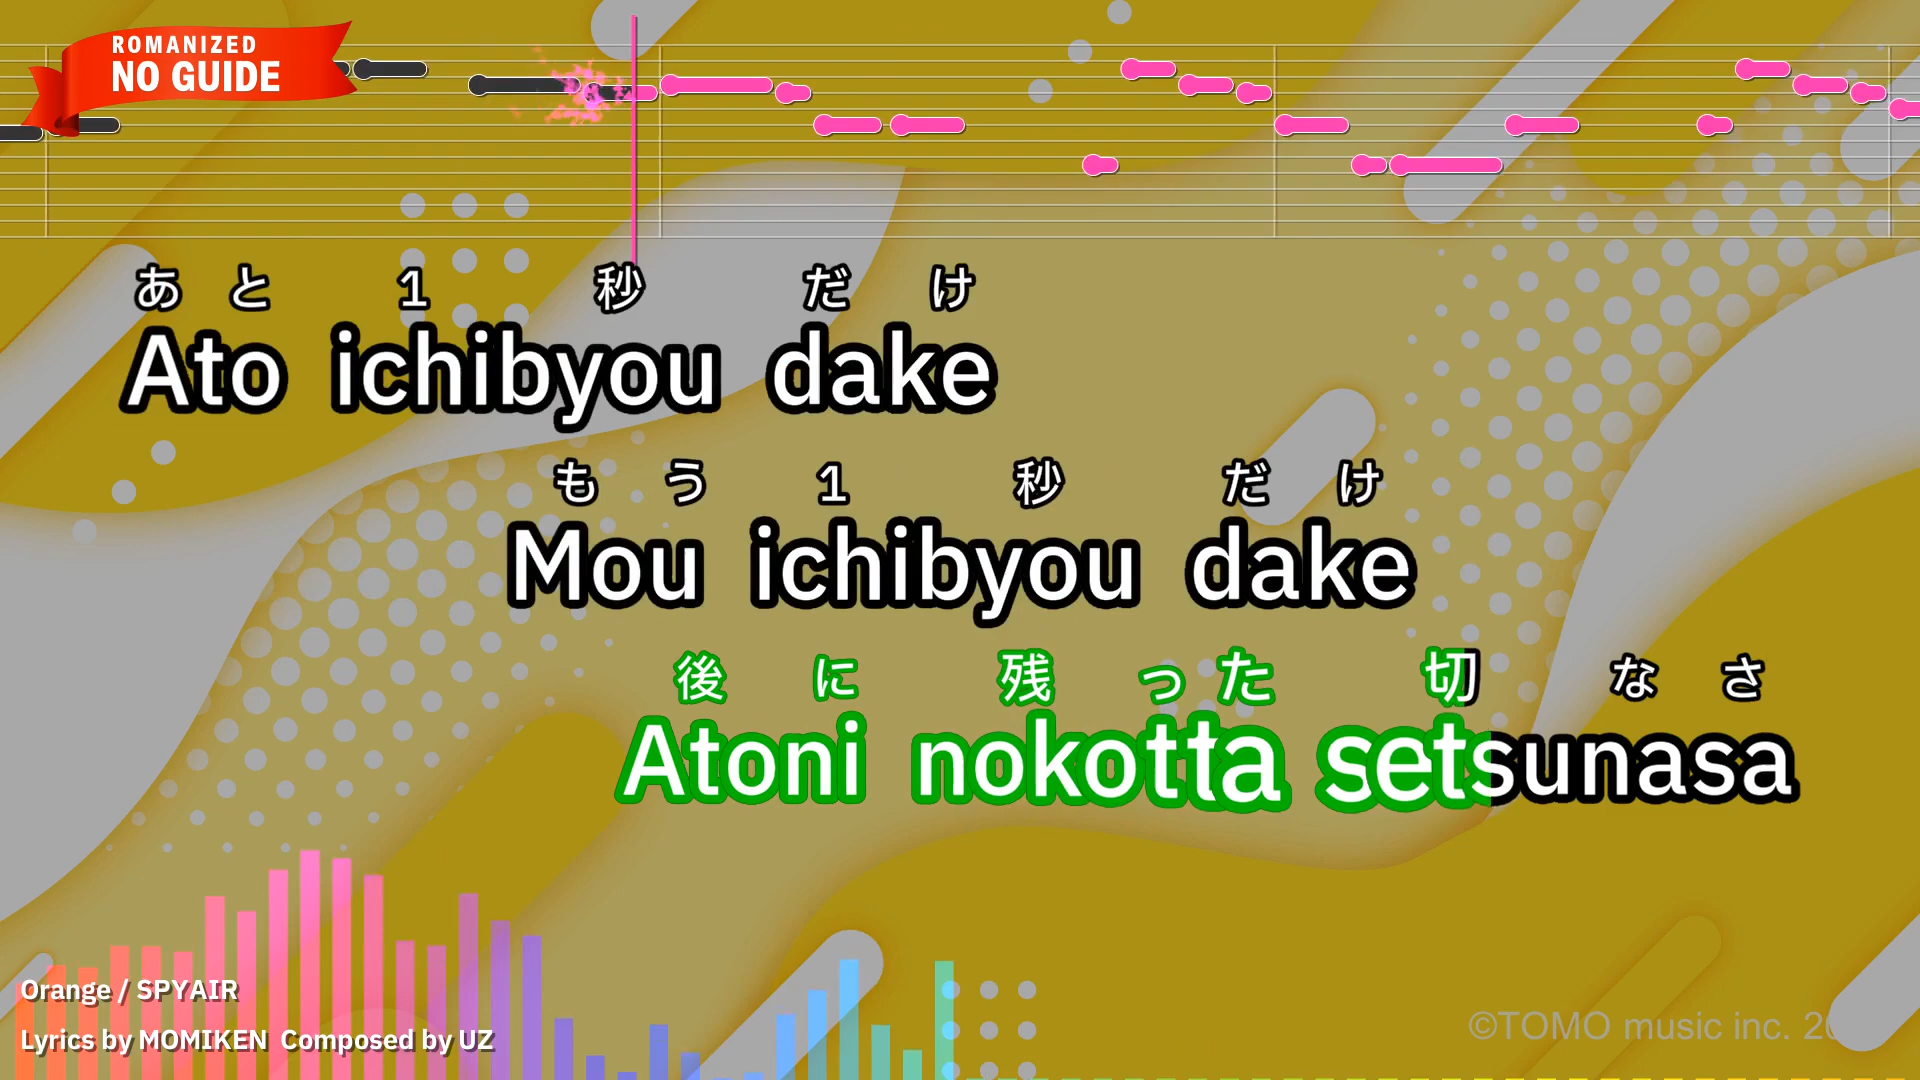 ROMANIZED
NO GUIDE
あと 1秒 だけ
Ato ichibyou dake
もう 1秒 だけ
Mou ichibyou dake
後に 残った 切なさ
Atoni nokotta setsunasa
Orange / SPYAIR
Lyrics by MOMIKEN Composed by UZ
©TOMO music inc.